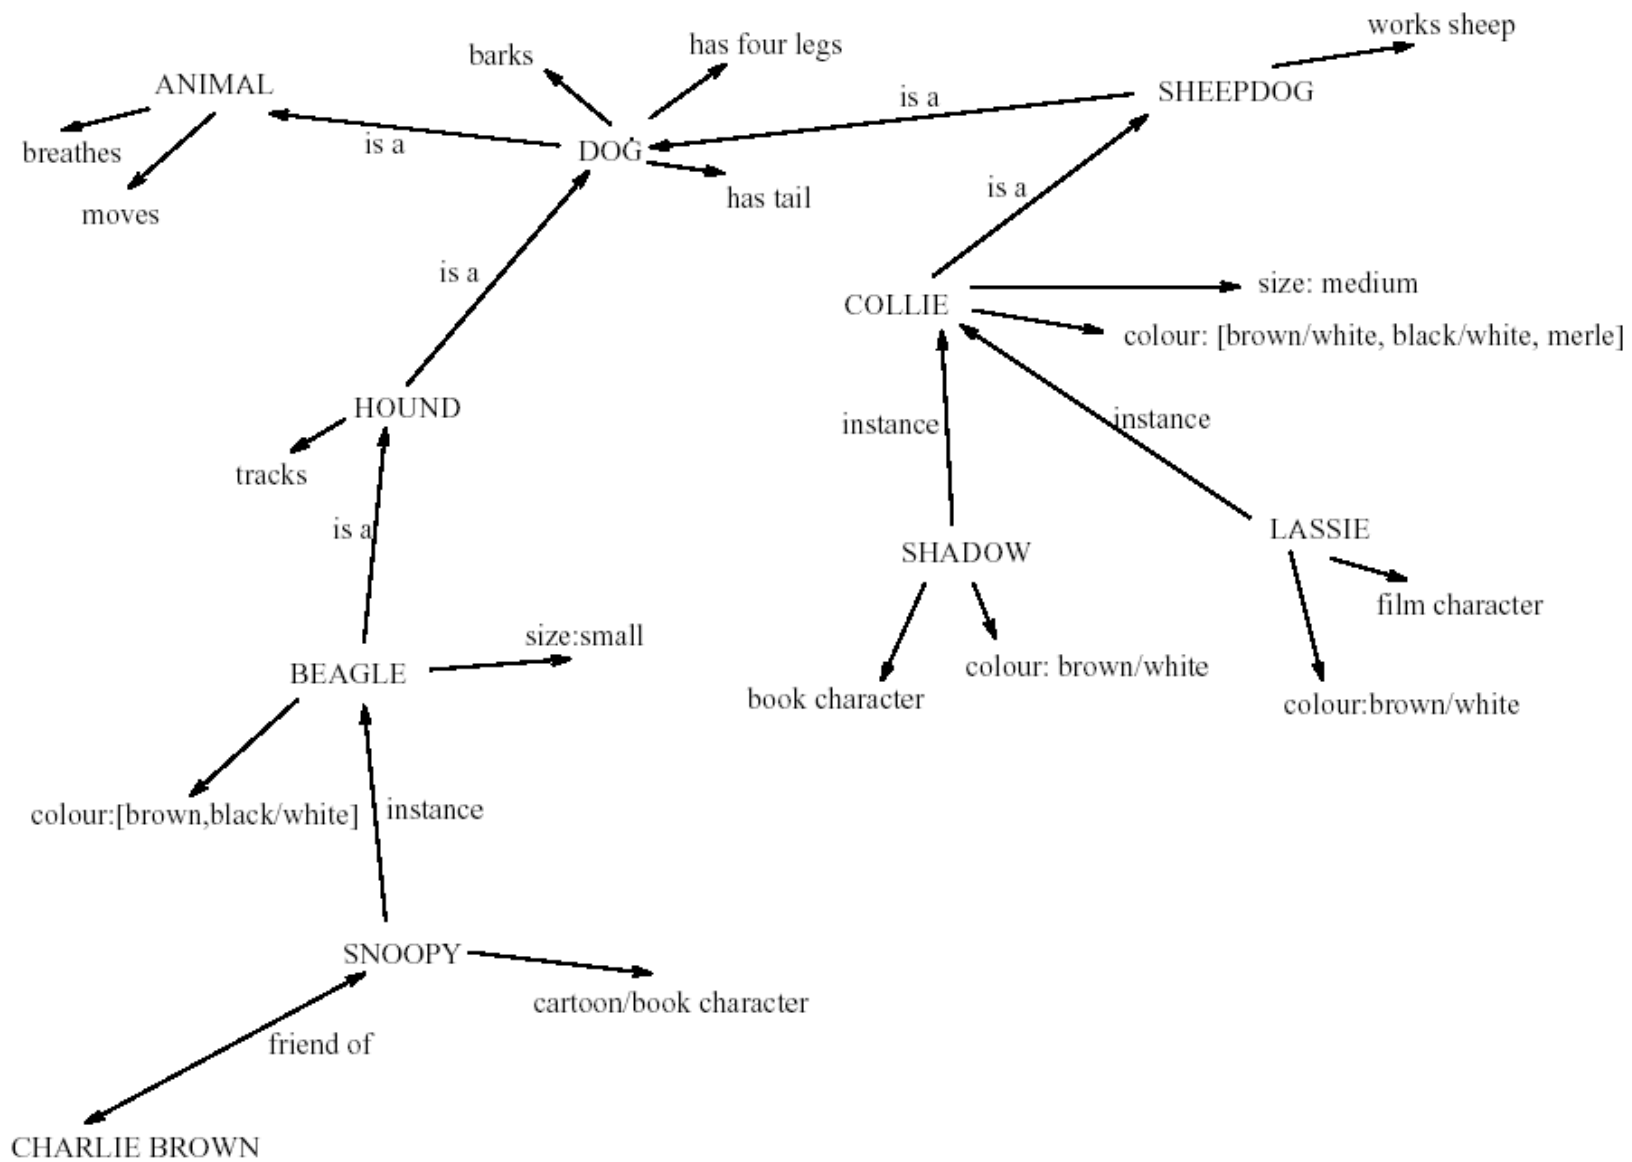 works sheep
has four legs
barks
ANIMAL
SHEEPDOG
is a
is a
DOG
breathes
has tail
moves
is a
is a
size: medium
COLLIE
colour: [brown/white, black/white, merle]
HOUND
instance
instance
tracks
is a
LASSIE
SHADOW
film character
size:small
colour: brown/white
BEAGLE
book character
colour:brown/white
colour:[brown,black/white]
instance
SNOOPY
cartoon/book character
friend of
CHARLIE BROWN